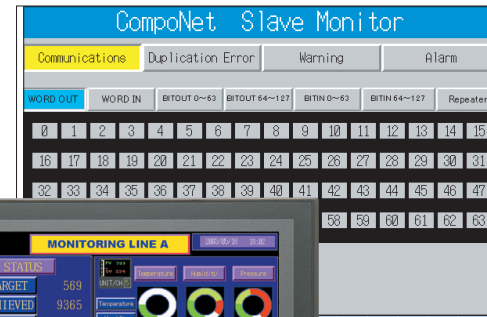 CompoNet Slave Monitor
Communications Duplication Error Warning Alarm
WORD OUT WORD IN BITOUT 0~63 BITOUT 64~127 BITIN 0~63 BITIN 64~127 Repeater
0 1 2 3 4 5 6 7 8 9 10 11 12 13 14 15
16 17 18 19 20 21 22 23 24 25 26 27 28 29 30 31
32 33 34 35 36 37 38 39 40 41 42 43 44 45 46 47
58 59 60 61 62 63
MONITORING LINE A
STATUS
Temperature Humidity Pressure
UNIT/CH
ARGET 569
HIEVED 9365
Temperature